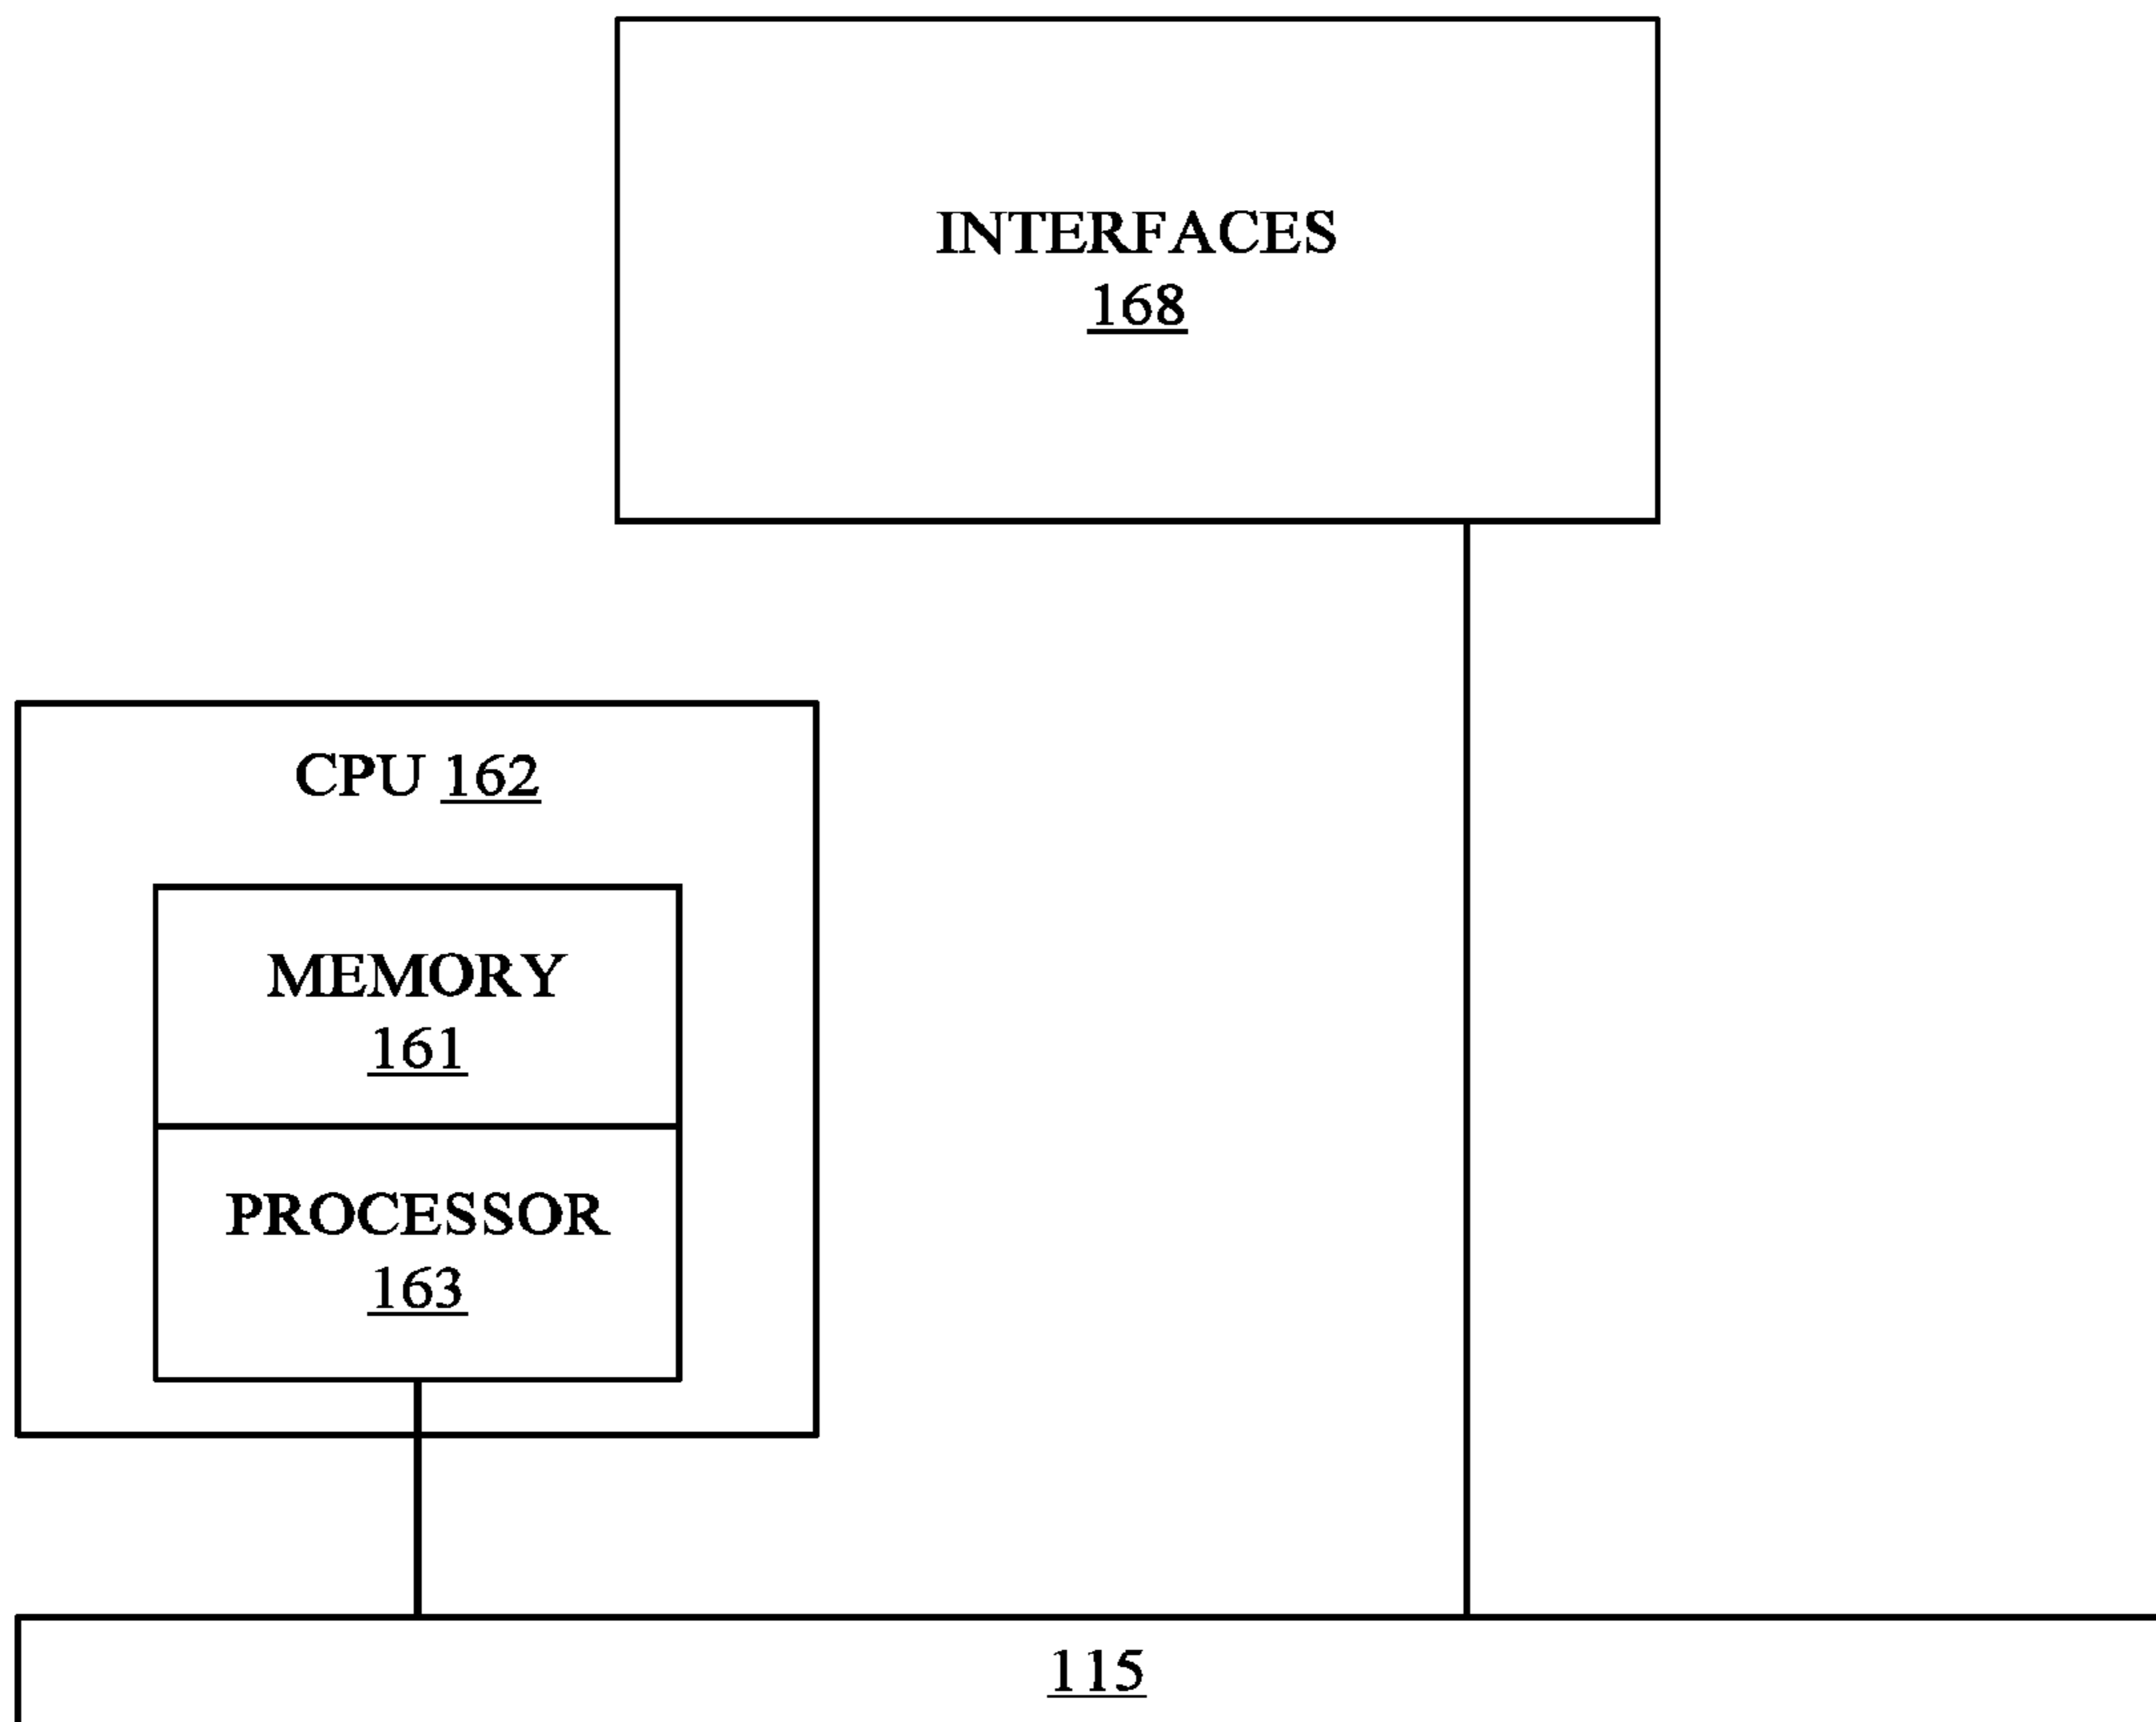 INTERFACES
168
CPU 162
MEMORY
161
PROCESSOR
163
115